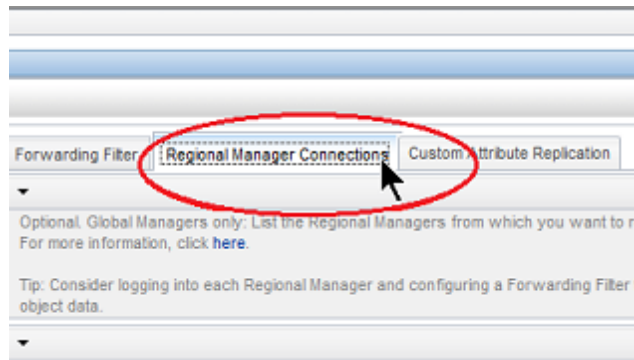 Forwarding Filter Regional Manager Connections Custom Attribute Replication
Optional. Global Managers only: List the Regional Managers from which you want to
For more information, click here.
Tip: Consider logging into each Regional Manager and configuring a Forwarding Filter
object data.